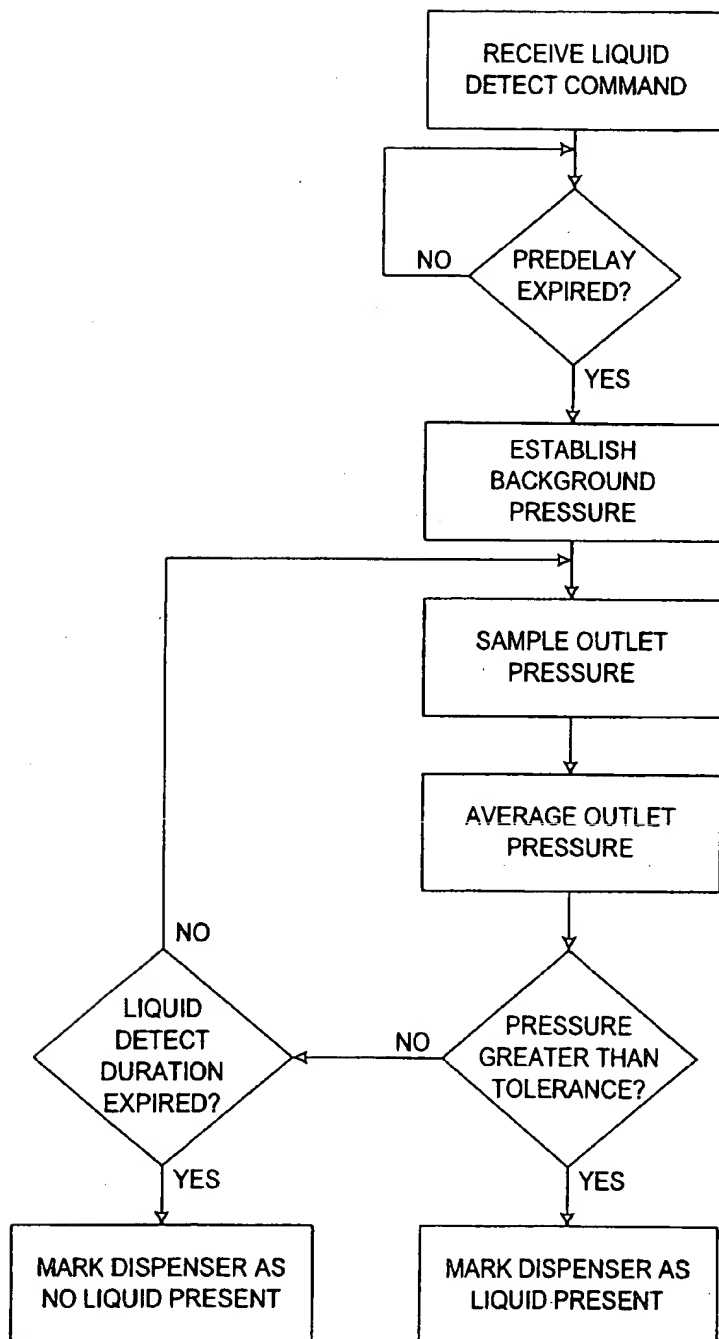 RECEIVE LIQUID
DETECT COMMAND
NO
PREDELAY
EXPIRED?
YES
ESTABLISH
BACKGROUND
PRESSURE
SAMPLE OUTLET
PRESSURE
AVERAGE OUTLET
PRESSURE
NO
LIQUID
DETECT
DURATION
EXPIRED?
NO
PRESSURE
GREATER THAN
TOLERANCE?
YES
YES
MARK DISPENSER AS
NO LIQUID PRESENT
MARK DISPENSER AS
LIQUID PRESENT